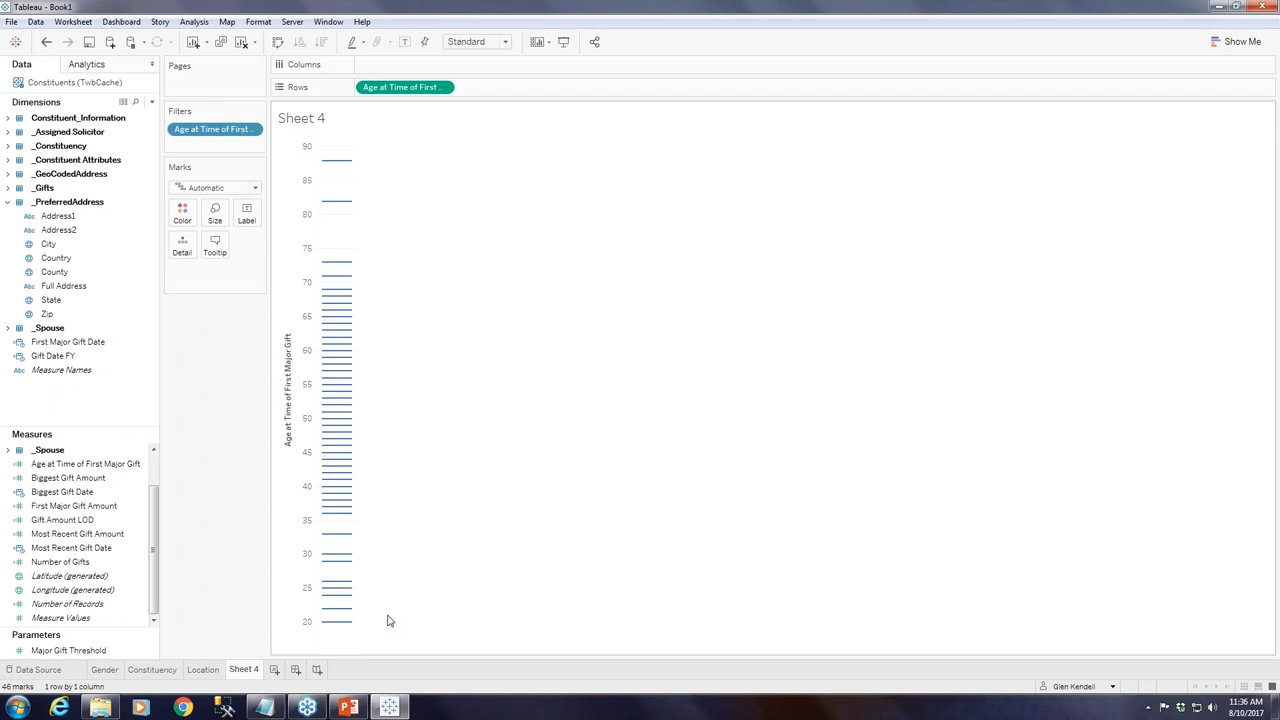 Tableau - Book1
File Data Worksheet Dashboard Story Analysis Map Format Server Window Help
Standard
Show Me
Data Analytics
Constituents (TwbCache)
Dimensions
Constituent_Information
_Assigned Solicitor
_Constituency
_Constituent Attributes
_GeoCodedAddress
_Gifts
_PreferredAddress
Abc Address1
Abc Address2
City
Country
County
Abc Full Address
State
Zip
_Spouse
First Major Gift Date
Gift Date FY
Abc Measure Names
Measures
_Spouse
Age at Time of First Major Gift
Biggest Gift Amount
Biggest Gift Date
First Major Gift Amount
Gift Amount LOD
Most Recent Gift Amount
Most Recent Gift Date
Number of Gifts
Latitude (generated)
Longitude (generated)
Number of Records
Measure Values
Parameters
Major Gift Threshold
Pages
Filters
Age at Time of First ..
Marks
Automatic
Color Size Label
Detail Tooltip
Columns
Rows Age at Time of First ..
Sheet 4
Age at Time of First Major Gift
90
85
80
75
70
65
60
55
50
45
40
35
30
25
20
Data Source Gender Constituency Location Sheet 4
46 marks 1 row by 1 column
Glen Kendell
11:36 AM
8/10/2017